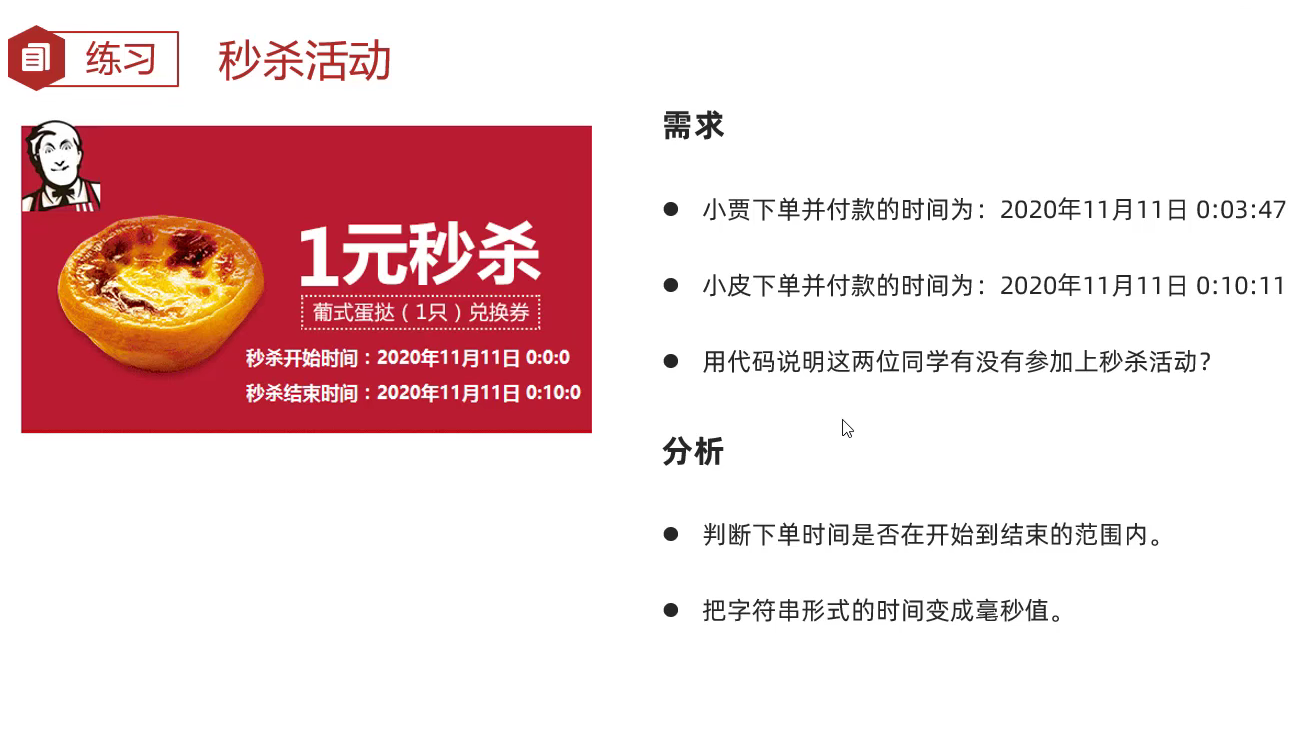 练习
秒杀活动
1元秒杀
葡式蛋挞（1只）兑换券
秒杀开始时间：2020年11月11日 0:0:0
秒杀结束时间：2020年11月11日 0:10:0
需求
小贾下单并付款的时间为：2020年11月11日 0:03:47
小皮下单并付款的时间为：2020年11月11日 0:10:11
用代码说明这两位同学有没有参加上秒杀活动？
分析
判断下单时间是否在开始到结束的范围内。
把字符串形式的时间变成毫秒值。